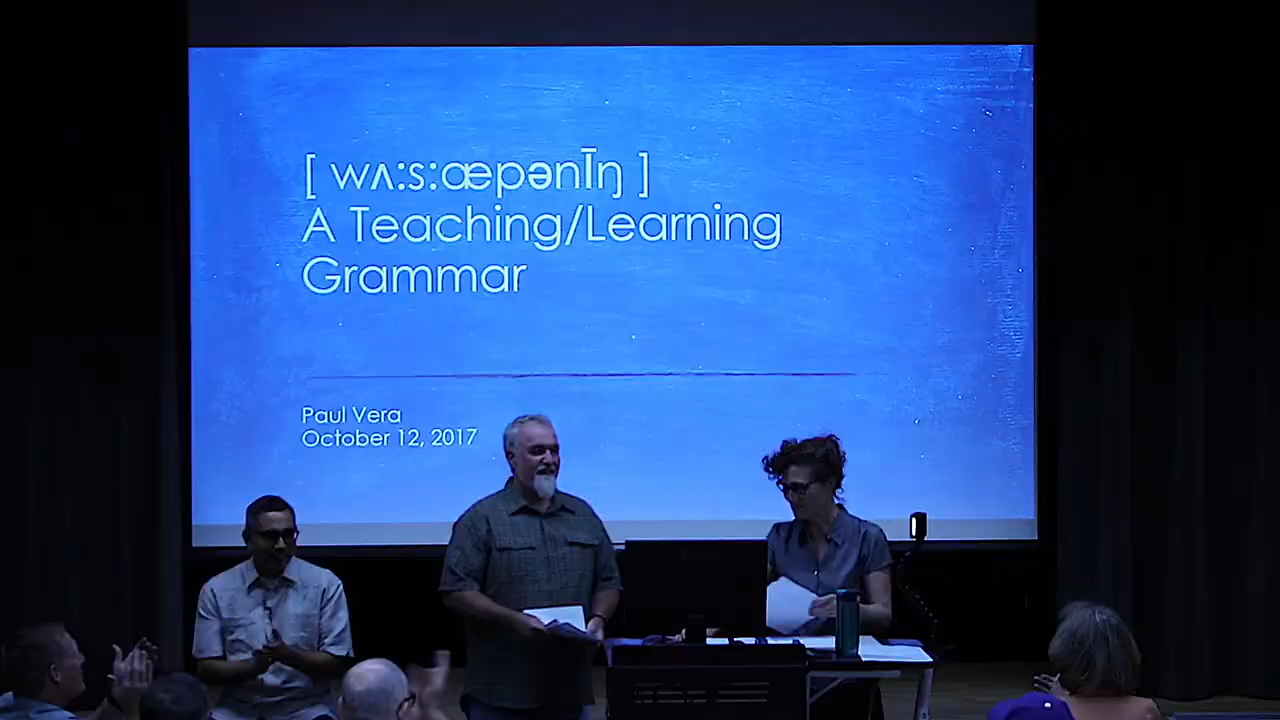 [ wʌ:s:æpənĪŋ ]
A Teaching/Learning
Grammar
Paul Vera
October 12, 2017